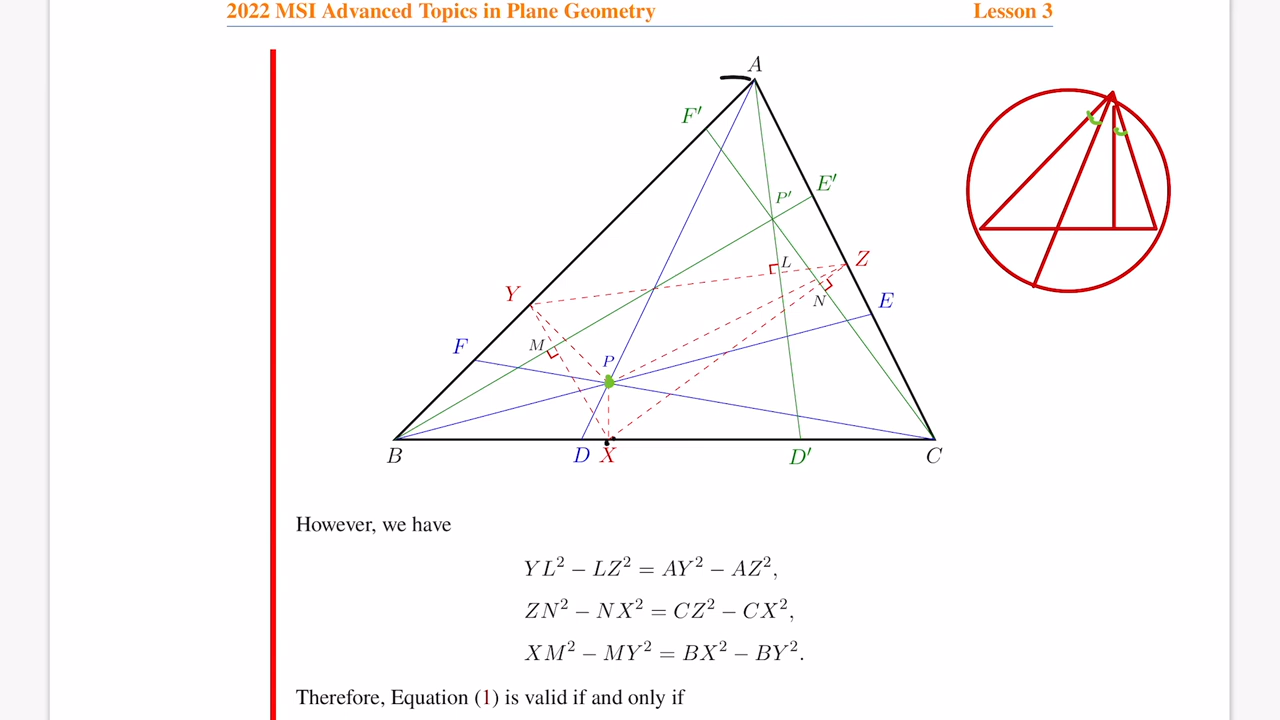 2022 MSI Advanced Topics in Plane Geometry Lesson 3
A
F′
E′
P′
L
Z
Y
N
E
M
F
P
B
D
X
D′
C
However, we have
YL² − LZ² = AY² − AZ²,
ZN² − NX² = CZ² − CX²,
XM² − MY² = BX² − BY².
Therefore, Equation (1) is valid if and only if